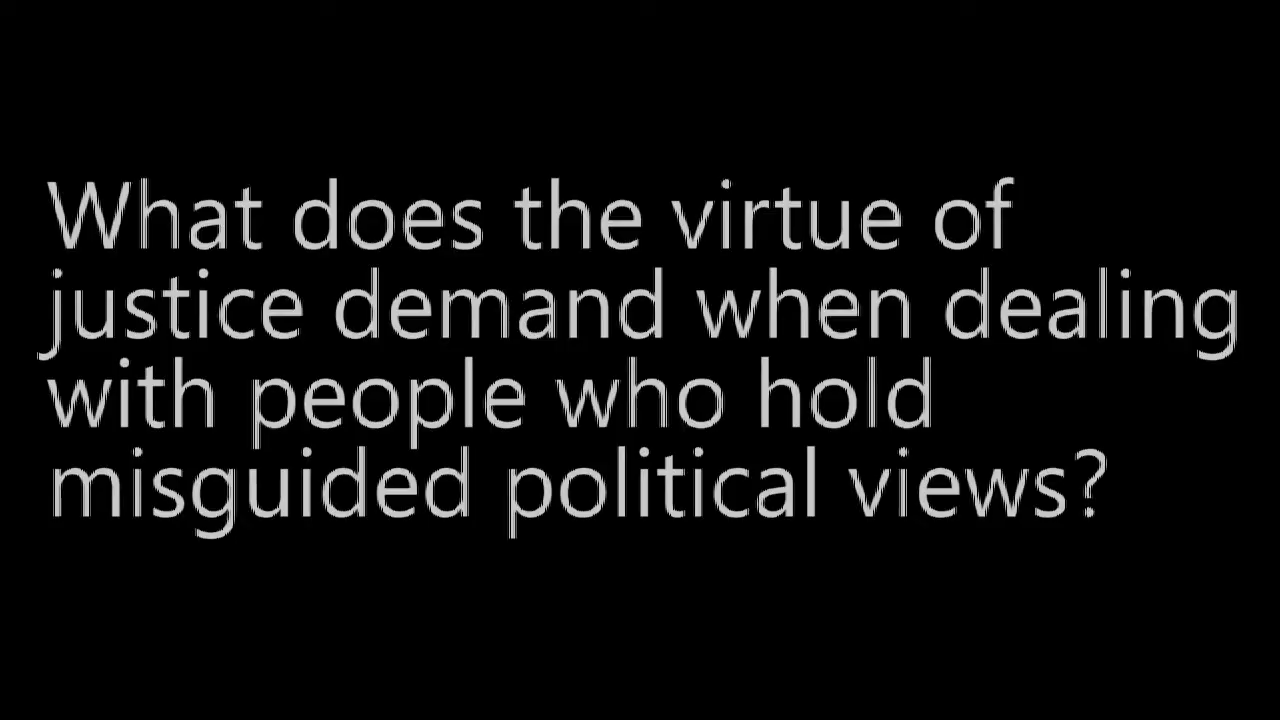 What does the virtue of
justice demand when dealing
with people who hold
misguided political views?